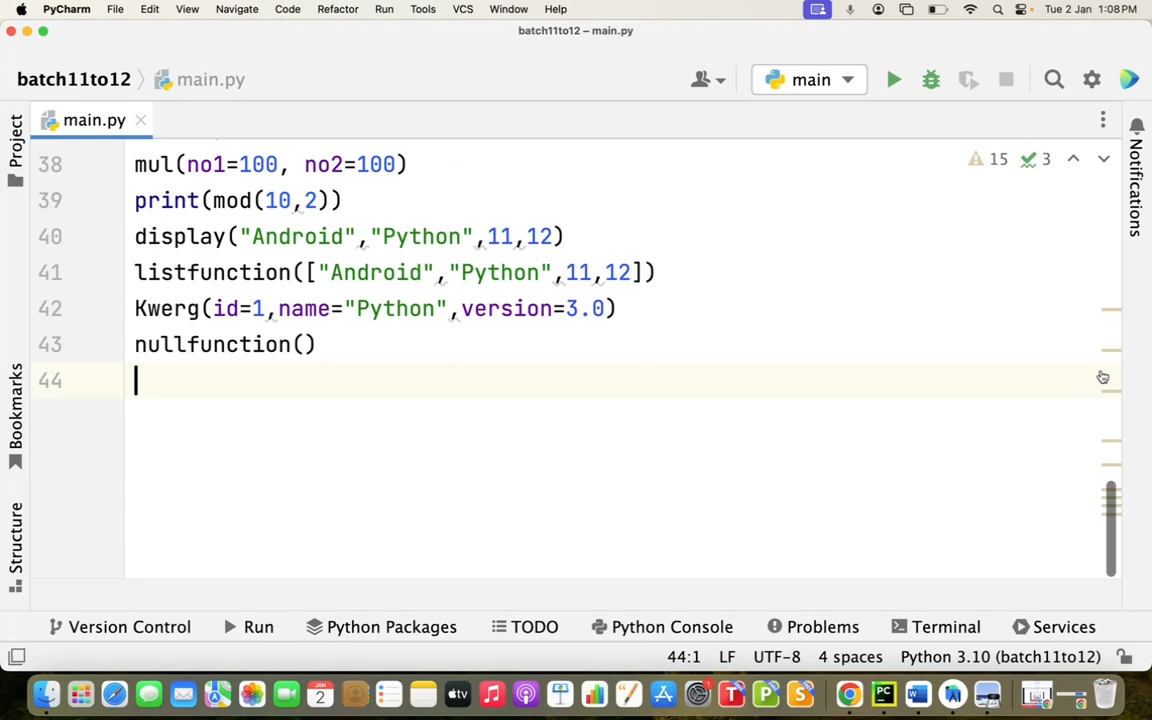 PyCharm File Edit View Navigate Code Refactor Run Tools VCS Window Help Tue 2 Jan 1:08 PM
batch11to12 – main.py
batch11to12 main.py main
main.py
Project
Notifications
Bookmarks
Structure
15 3
38 mul(no1=100, no2=100)
39 print(mod(10,2))
40 display("Android","Python",11,12)
41 listfunction(["Android","Python",11,12])
42 Kwerg(id=1,name="Python",version=3.0)
43 nullfunction()
44
Version Control Run Python Packages TODO Python Console Problems Terminal Services
44:1 LF UTF-8 4 spaces Python 3.10 (batch11to12)